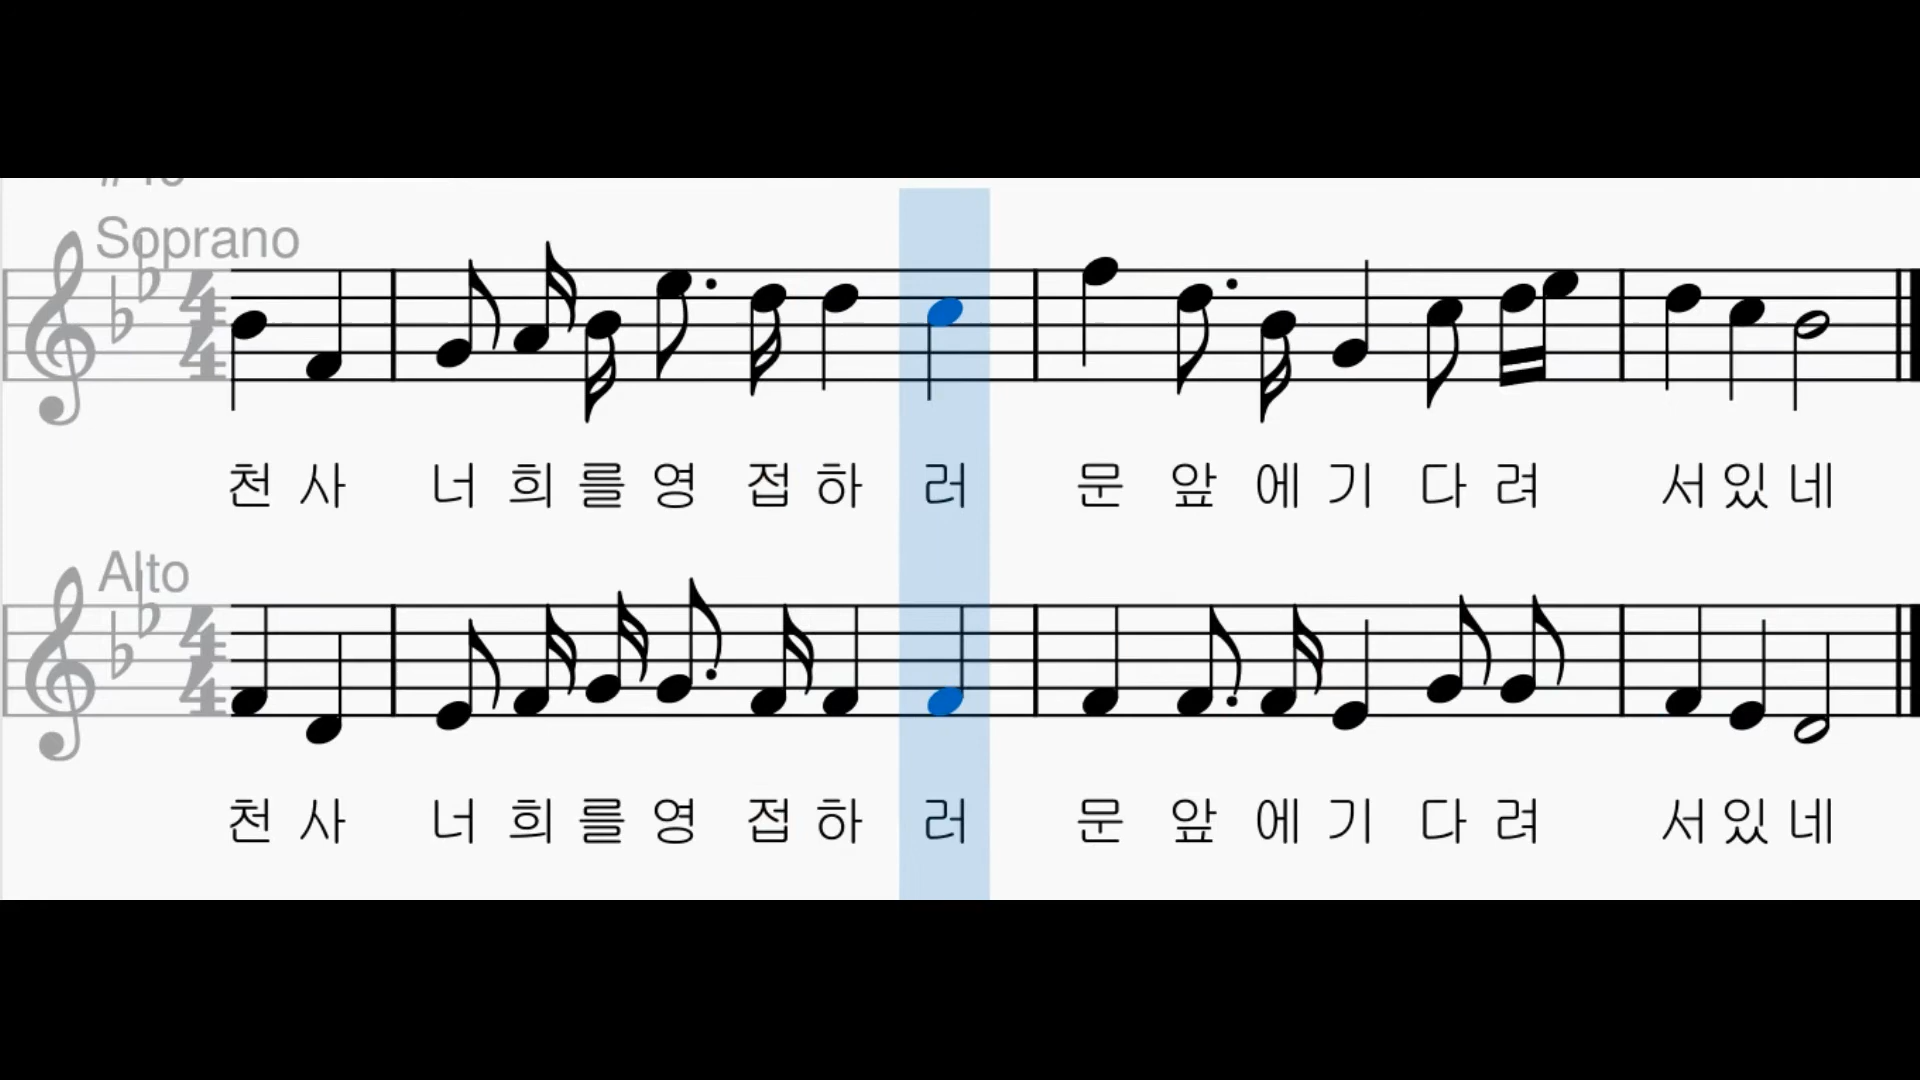 Soprano
천 사 너 희 를 영 접 하 러 문 앞 에 기 다 려 서 있 네
Alto
천 사 너 희 를 영 접 하 러 문 앞 에 기 다 려 서 있 네